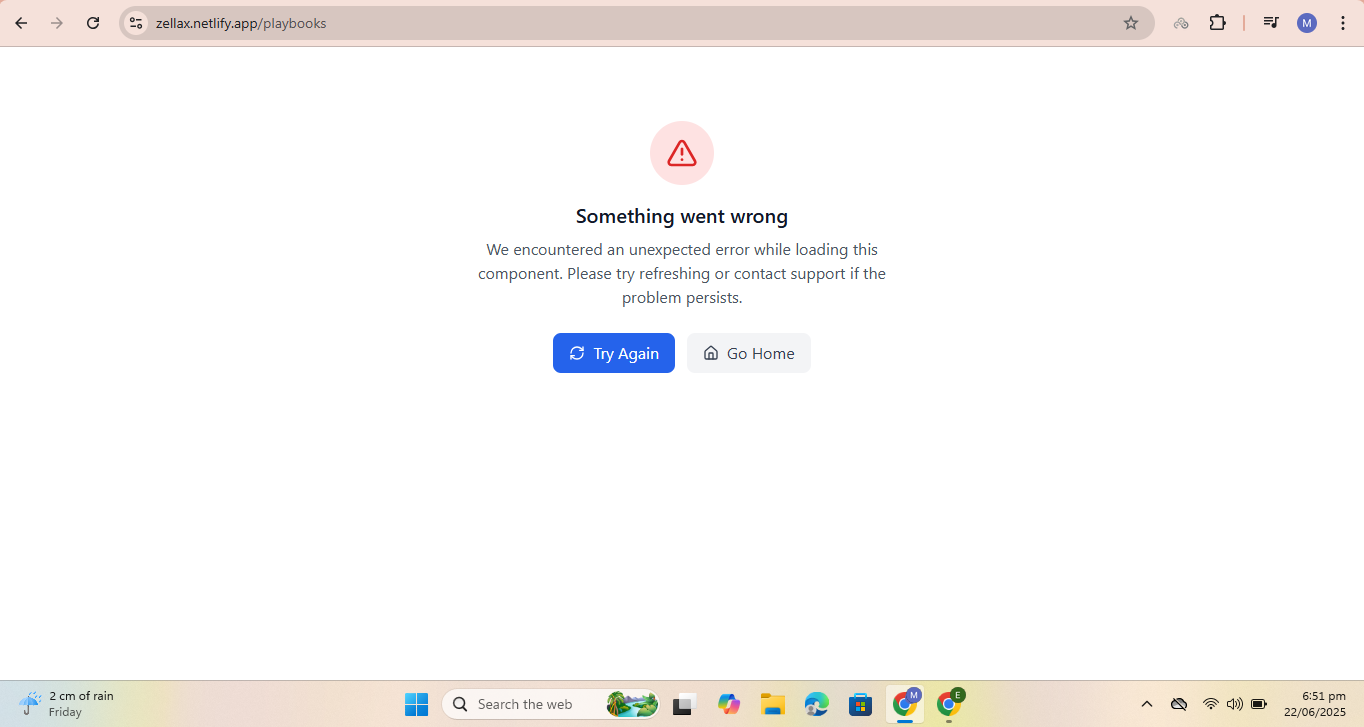 zellax.netlify.app/playbooks
M
Something went wrong
We encountered an unexpected error while loading this
component. Please try refreshing or contact support if the
problem persists.
Try Again
Go Home
2 cm of rain
Friday
Search the web
M
E
6:51 pm
22/06/2025